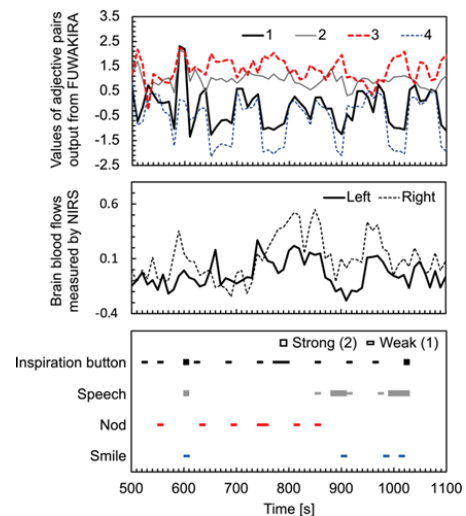 Values of adjective pairs
output from FUWAKIRA
1 2 3 4
2.5
1.5
0.5
-0.5
-1.5
-2.5
Brain blood flows
measured by NIRS
Left Right
0.6
0.1
-0.4
Strong (2) Weak (1)
Inspiration button
Speech
Nod
Smile
500 600 700 800 900 1000 1100
Time [s]